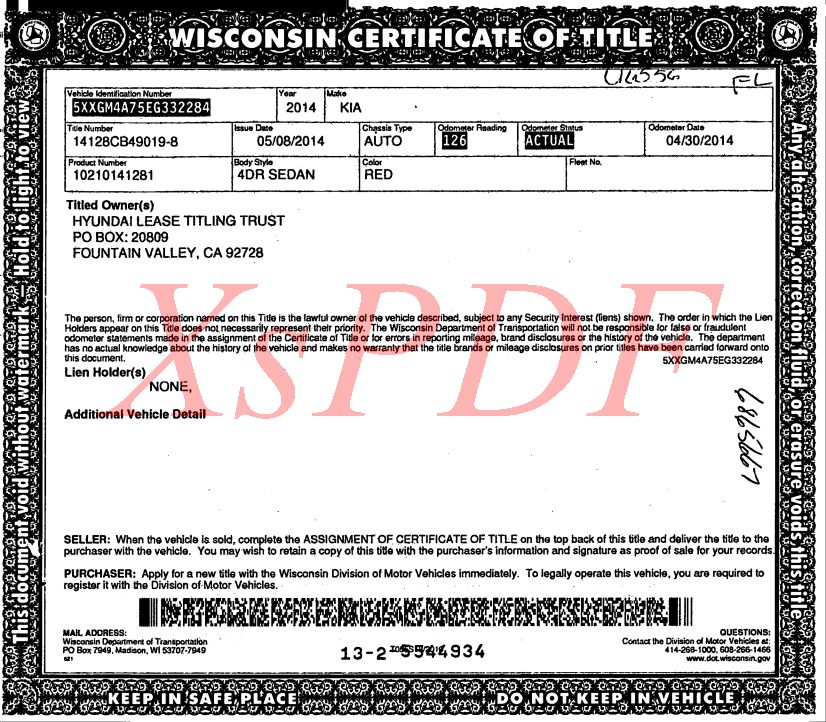 WISCONSIN CERTIFICATE OF TITLE
FL
Vehicle Identification Number Year Make
5XXGM4A75EG332284 2014 KIA
Title Number Issue Date Chassis Type Odometer Reading Odometer Status Odometer Date
14128CB49019-8 05/08/2014 AUTO 126 ACTUAL 04/30/2014
Product Number Body Style Color Fleet No.
10210141281 4DR SEDAN RED
Titled Owner(s)
HYUNDAI LEASE TITLING TRUST
PO BOX: 20809
FOUNTAIN VALLEY, CA 92728
XsPDF
The person, firm or corporation named on this Title is the lawful owner of the vehicle described, subject to any Security Interest (liens) shown. The order in which the Lien
Holders appear on this Title does not necessarily represent their priority. The Wisconsin Department of Transportation will not be responsible for false or fraudulent
odometer statements made in the assignment of the Certificate of Title or for errors in reporting mileage, brand disclosures or the history of the vehicle. The department
has no actual knowledge about the history of the vehicle and makes no warranty that the title brands or mileage disclosures on prior titles have been carried forward onto
this document. 5XXGM4A75EG332284
Lien Holder(s)
NONE,
Additional Vehicle Detail
6865667
SELLER: When the vehicle is sold, complete the ASSIGNMENT OF CERTIFICATE OF TITLE on the top back of this title and deliver the title to the
purchaser with the vehicle. You may wish to retain a copy of this title with the purchaser's information and signature as proof of sale for your records.
PURCHASER: Apply for a new title with the Wisconsin Division of Motor Vehicles immediately. To legally operate this vehicle, you are required to
register it with the Division of Motor Vehicles.
MAIL ADDRESS: QUESTIONS:
Wisconsin Department of Transportation Contact the Division of Motor Vehicles at:
PO Box 7949, Madison, WI 53707-7949 13-2 5944934 414-266-1000, 608-266-1466
621 www.dot.wisconsin.gov
KEEP IN SAFE PLACE DO NOT KEEP IN VEHICLE
This document void without watermark - Hold to light to view
Any alteration, correction fluid, or erasure voids this title